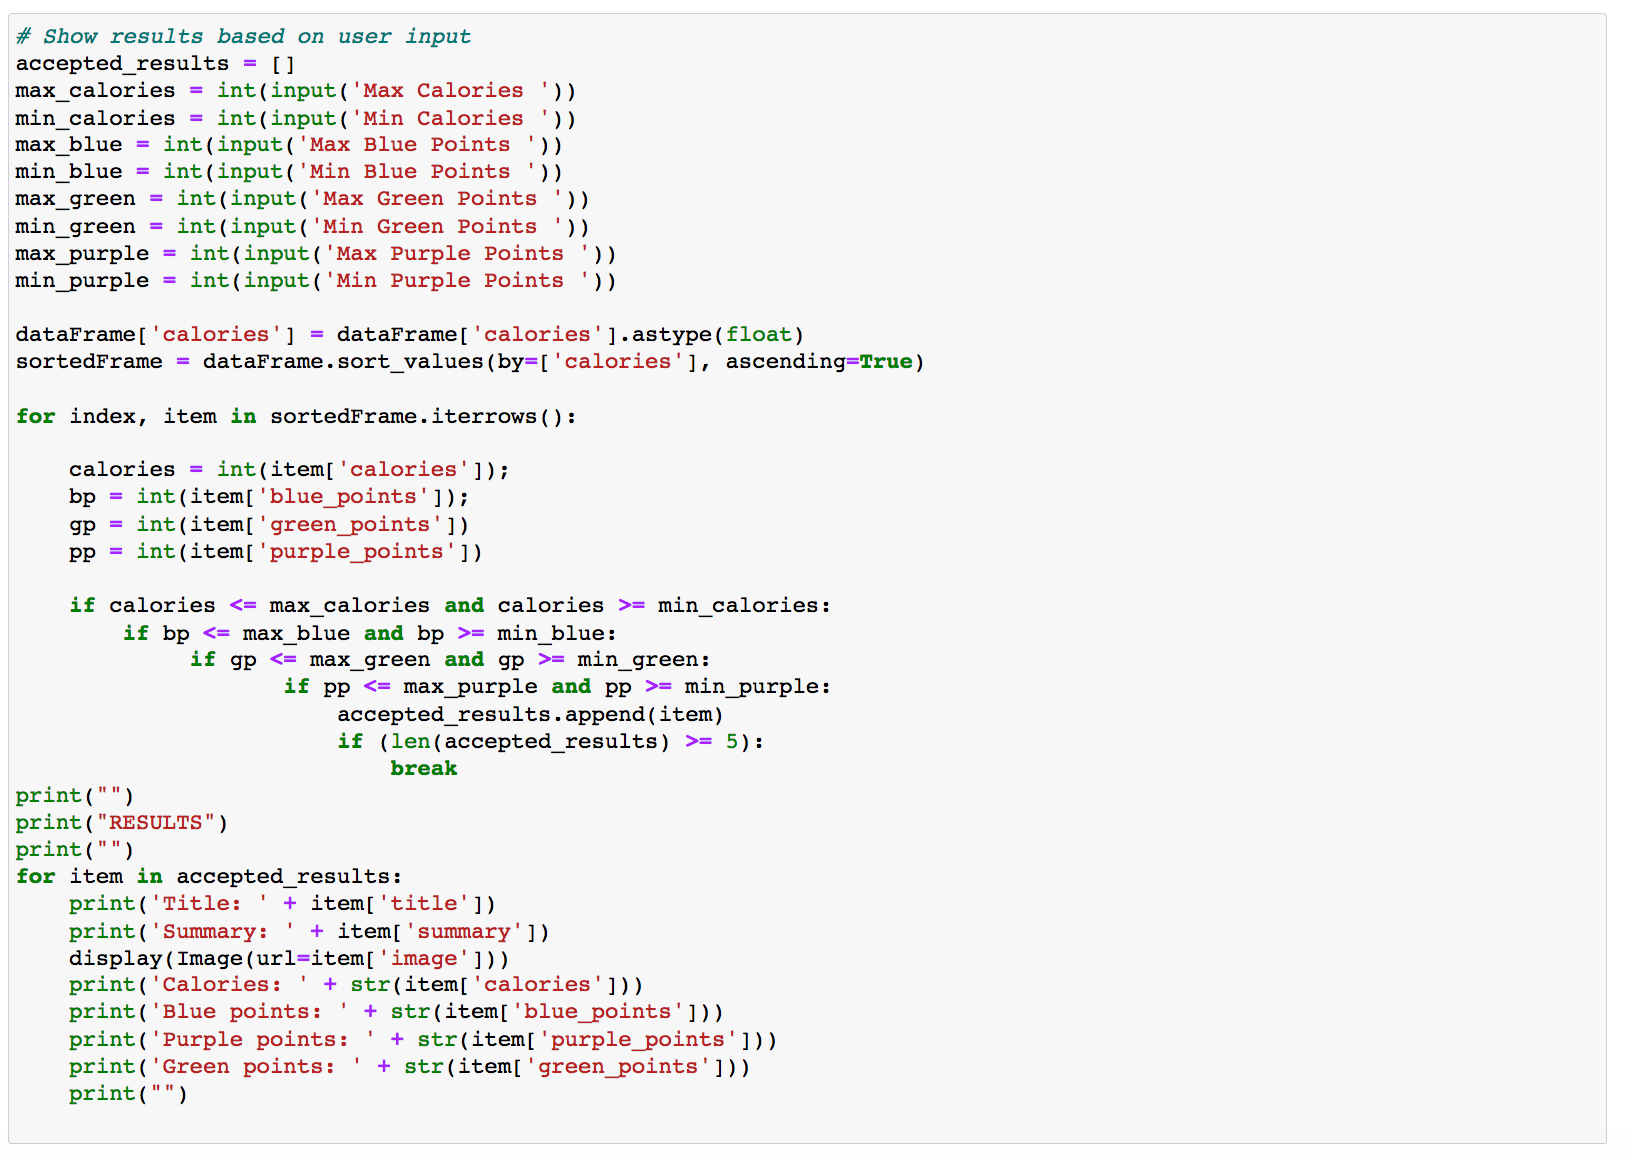 # Show results based on user input
accepted_results = []
max_calories = int(input('Max Calories '))
min_calories = int(input('Min Calories '))
max_blue = int(input('Max Blue Points '))
min_blue = int(input('Min Blue Points '))
max_green = int(input('Max Green Points '))
min_green = int(input('Min Green Points '))
max_purple = int(input('Max Purple Points '))
min_purple = int(input('Min Purple Points '))

dataFrame['calories'] = dataFrame['calories'].astype(float)
sortedFrame = dataFrame.sort_values(by=['calories'], ascending=True)

for index, item in sortedFrame.iterrows():

    calories = int(item['calories']);
    bp = int(item['blue_points']);
    gp = int(item['green_points'])
    pp = int(item['purple_points'])

    if calories <= max_calories and calories >= min_calories:
        if bp <= max_blue and bp >= min_blue:
             if gp <= max_green and gp >= min_green:
                    if pp <= max_purple and pp >= min_purple:
                        accepted_results.append(item)
                        if (len(accepted_results) >= 5):
                            break
print("")
print("RESULTS")
print("")
for item in accepted_results:
    print('Title: ' + item['title'])
    print('Summary: ' + item['summary'])
    display(Image(url=item['image']))
    print('Calories: ' + str(item['calories']))
    print('Blue points: ' + str(item['blue_points']))
    print('Purple points: ' + str(item['purple_points']))
    print('Green points: ' + str(item['green_points']))
    print("")